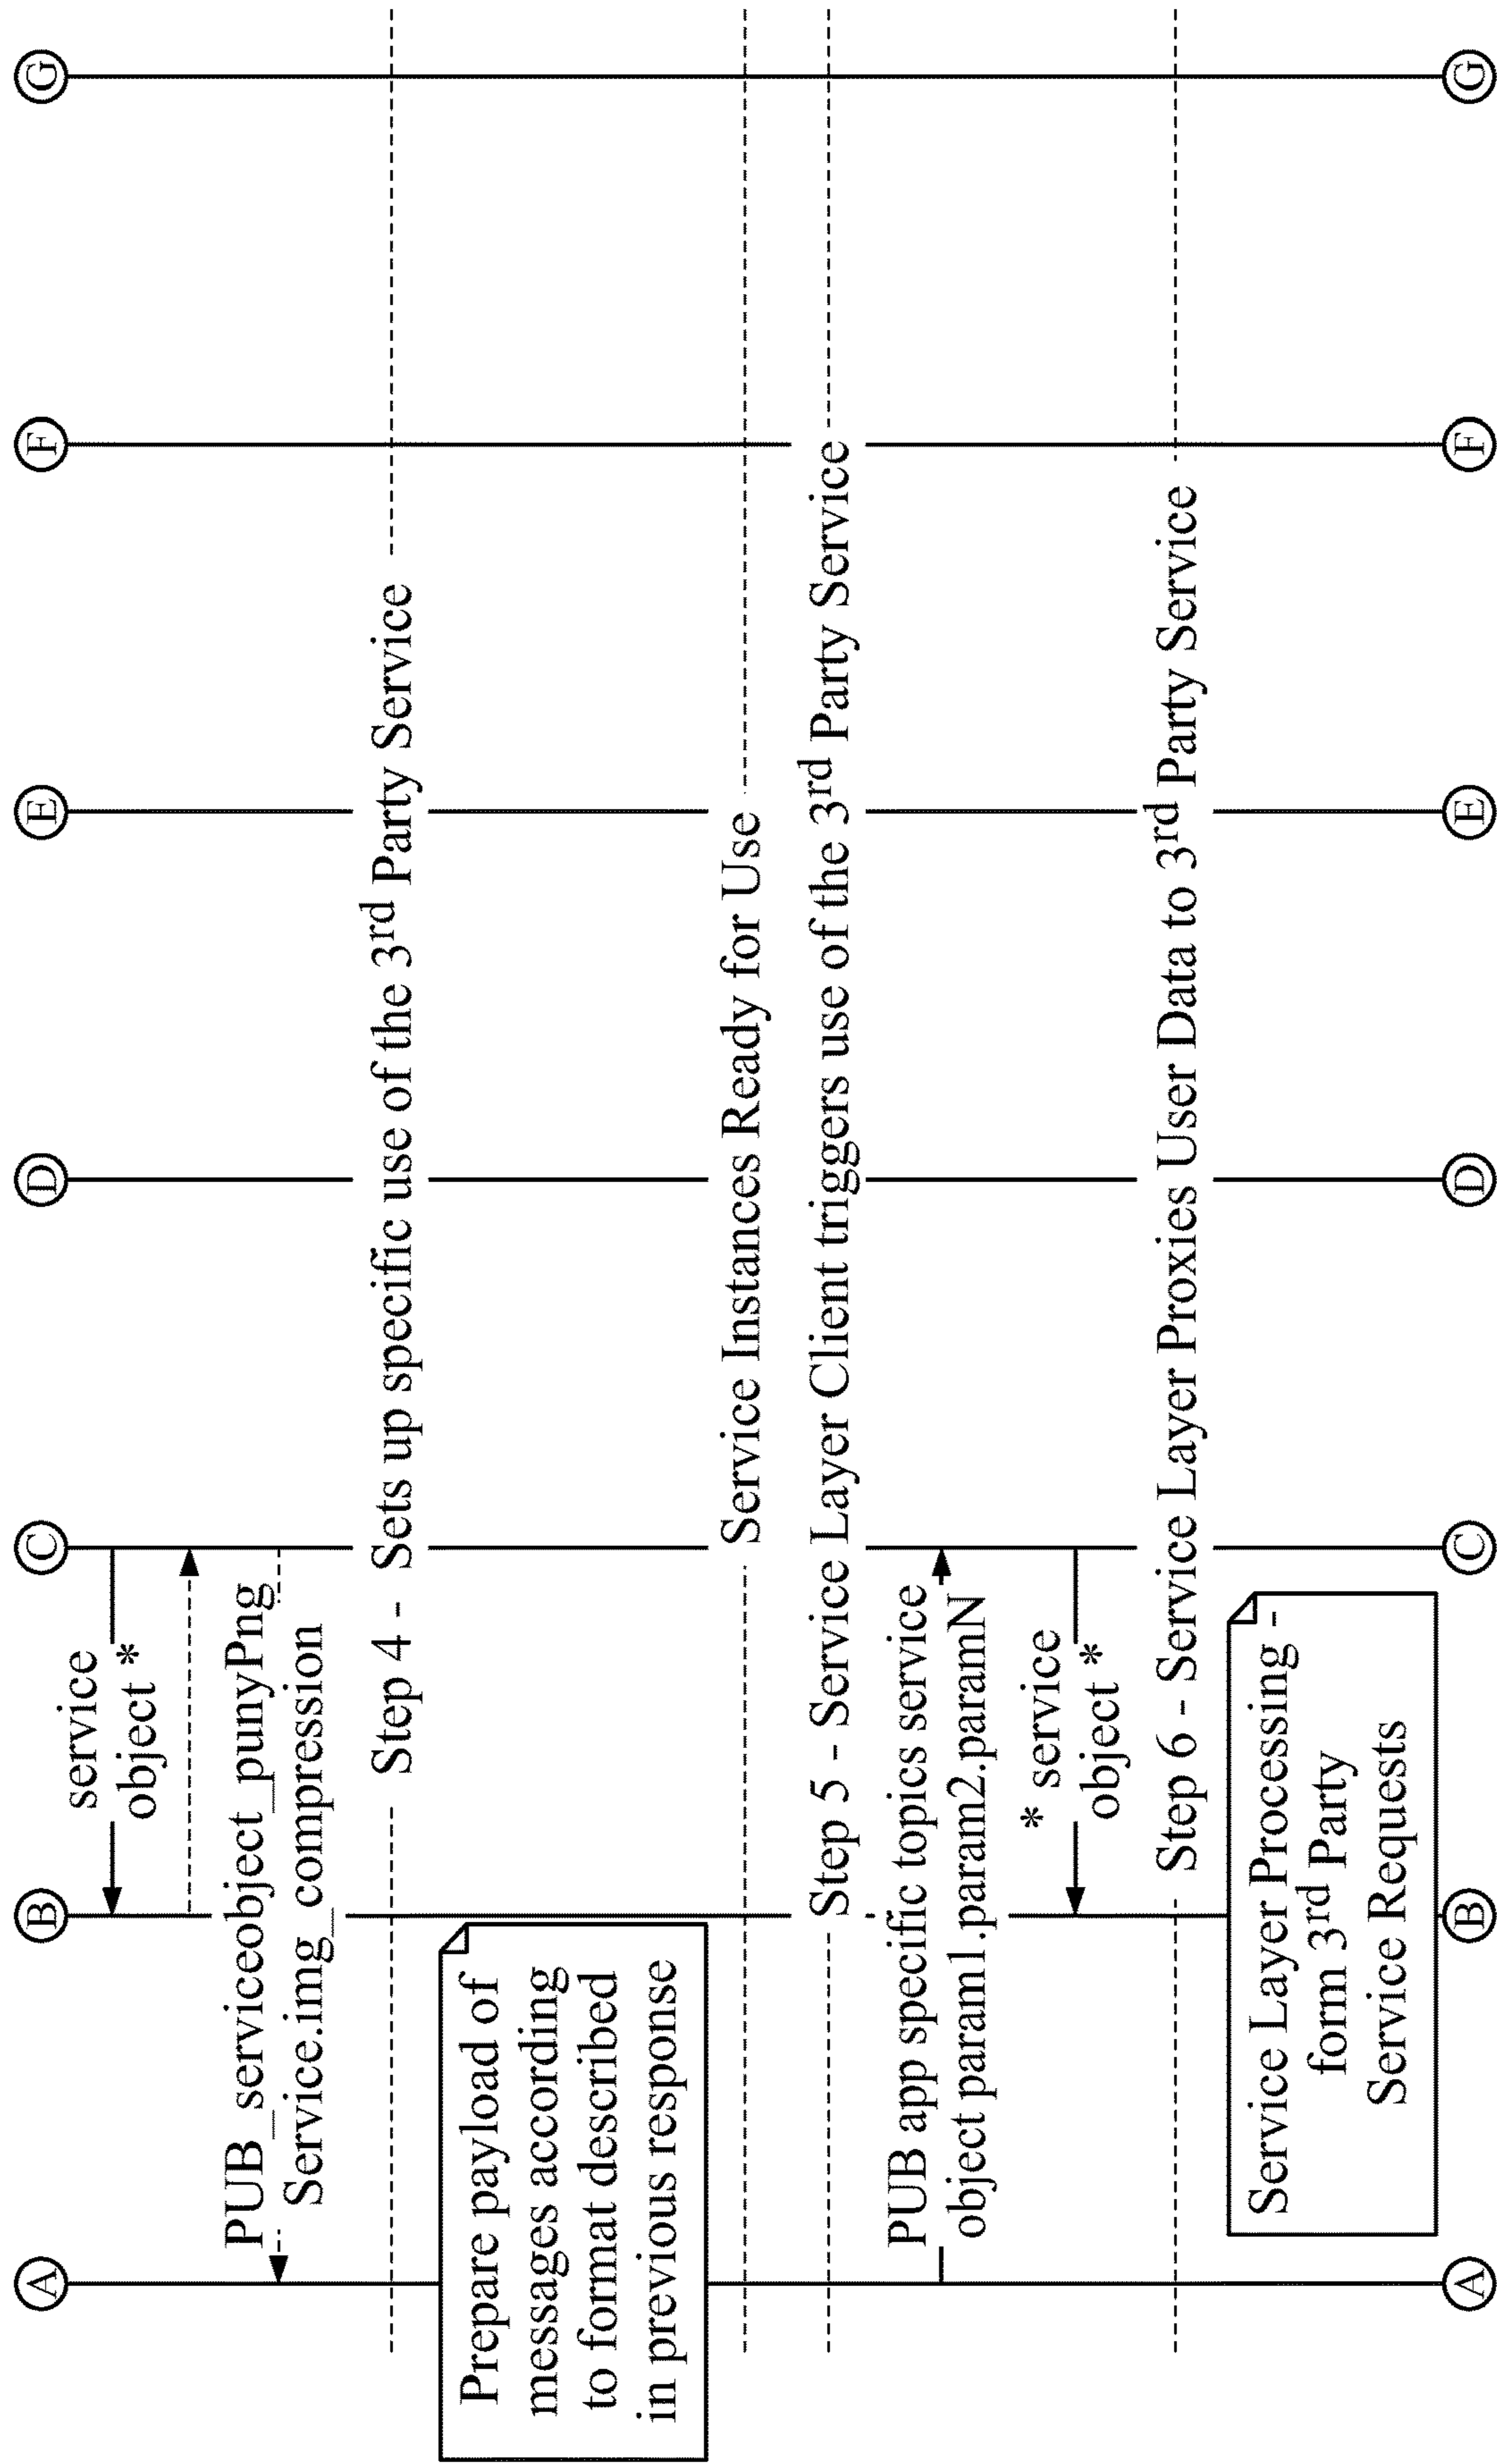 A
B
C
D
E
F
G
service
object *
PUB_serviceobject_punyPng
Service.img_compression
Step 4 - Sets up specific use of the 3rd Party Service
Prepare payload of
messages according
to format described
in previous response
Service Instances Ready for Use
Step 5 - Service Layer Client triggers use of the 3rd Party Service
PUB app specific topics service
object param1.param2.paramN
* service
object *
Step 6 - Service Layer Proxies User Data to 3rd Party Service
Service Layer Processing -
form 3rd Party
Service Requests
A
B
C
D
E
F
G